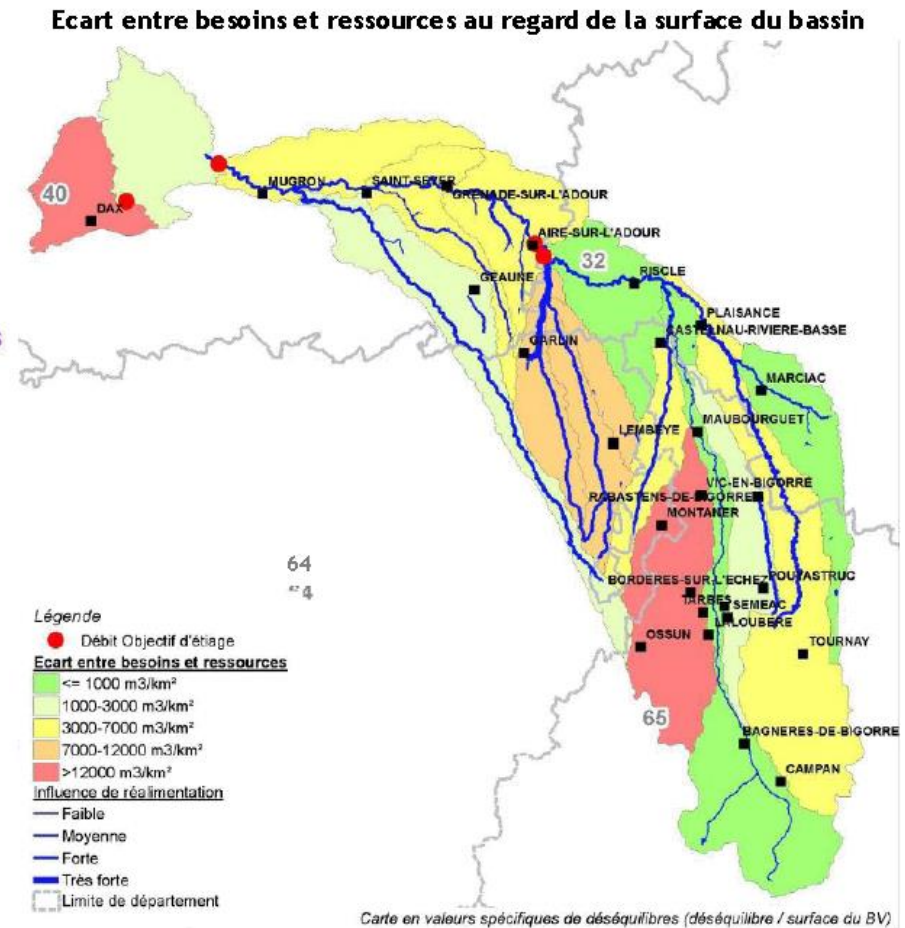 Ecart entre besoins et ressources au regard de la surface du bassin
40
DAX
MUGRON
SAINT-SEVER
GRENADE-SUR-L'ADOUR
AIRE-SUR-L'ADOUR
32
RISCLE
GEAUNE
PLAISANCE
CASTELNAU-RIVIERE-BASSE
GARLIN
MARCIAC
MAUBOURGUET
LEMBEYE
VIC-EN-BIGORRE
RABASTENS-DE-BIGORRE
MONTANER
64
4
BORDERES-SUR-L'ECHEZ
POUYASTRUC
TARBES
SEMEAC
LALOUBERE
OSSUN
TOURNAY
65
BAGNERES-DE-BIGORRE
CAMPAN
Légende
Débit Objectif d'étiage
Ecart entre besoins et ressources
<= 1000 m3/km²
1000-3000 m3/km²
3000-7000 m3/km²
7000-12000 m3/km²
>12000 m3/km²
Influence de réalimentation
Faible
Moyenne
Forte
Très forte
Limite de département
Carte en valeurs spécifiques de déséquilibres (déséquilibre / surface du BV)